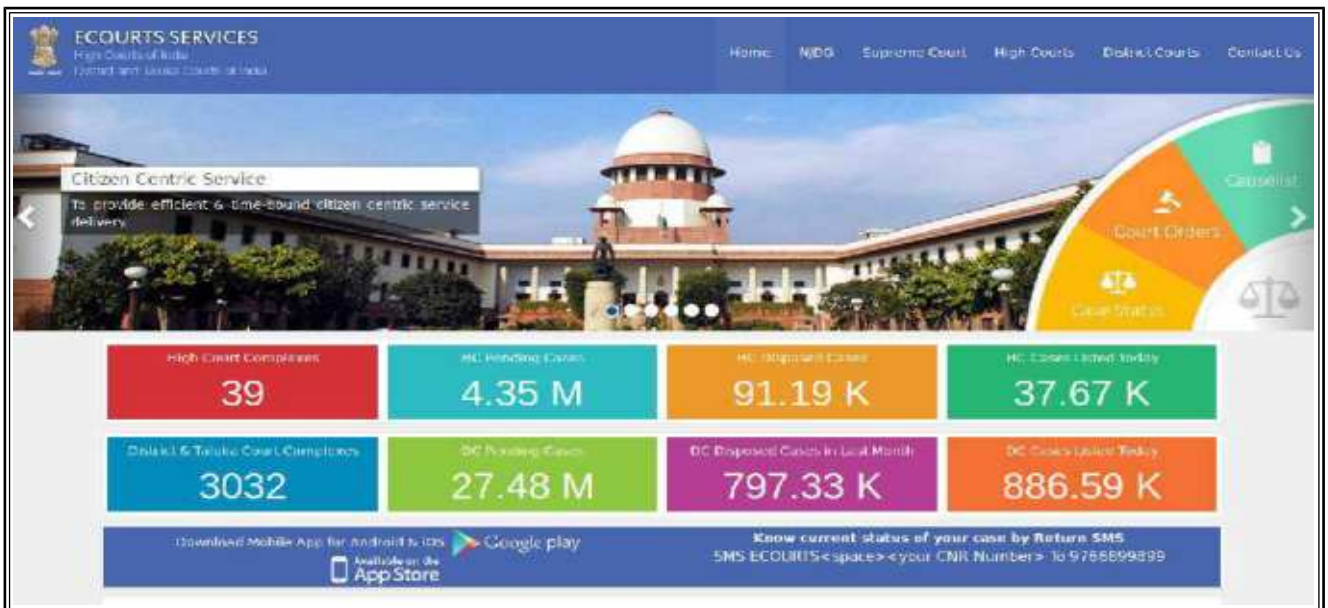 ECOURTS SERVICES
High Courts of India
District and Taluka Courts of India
Home NJDG Supreme Court High Courts District Courts Contact Us
Citizen Centric Service
To provide efficient & time-bound citizen centric service
delivery
Causelist
Court Orders
Case Status
High Court Complexes
39
HC Pending Cases
4.35 M
HC Disposed Cases
91.19 K
HC Cases Listed Today
37.67 K
District & Taluka Court Complexes
3032
DC Pending Cases
27.48 M
DC Disposed Cases in Last Month
797.33 K
DC Cases Listed Today
886.59 K
Download Mobile App for Android & iOS Google play
Available on the
App Store
Know current status of your case by Return SMS
SMS ECOURTS<space><your CNR Number> To 9766899899